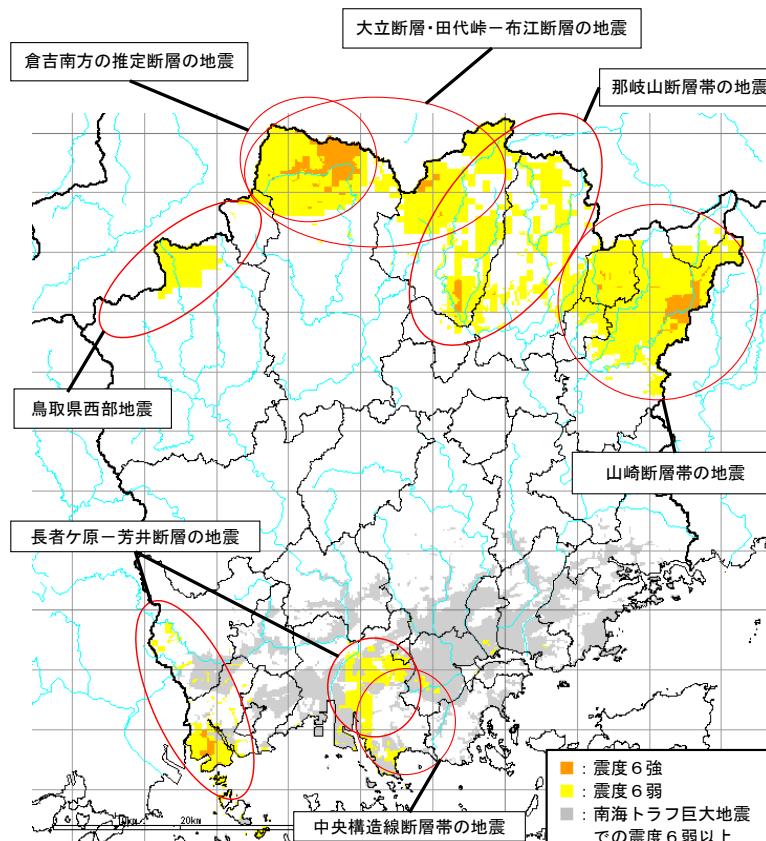 大立断層・田代峠－布江断層の地震
倉吉南方の推定断層の地震
那岐山断層帯の地震
鳥取県西部地震
山崎断層帯の地震
長者ケ原－芳井断層の地震
中央構造線断層帯の地震
：震度６強
：震度６弱
：南海トラフ巨大地震
での震度６弱以上
20km